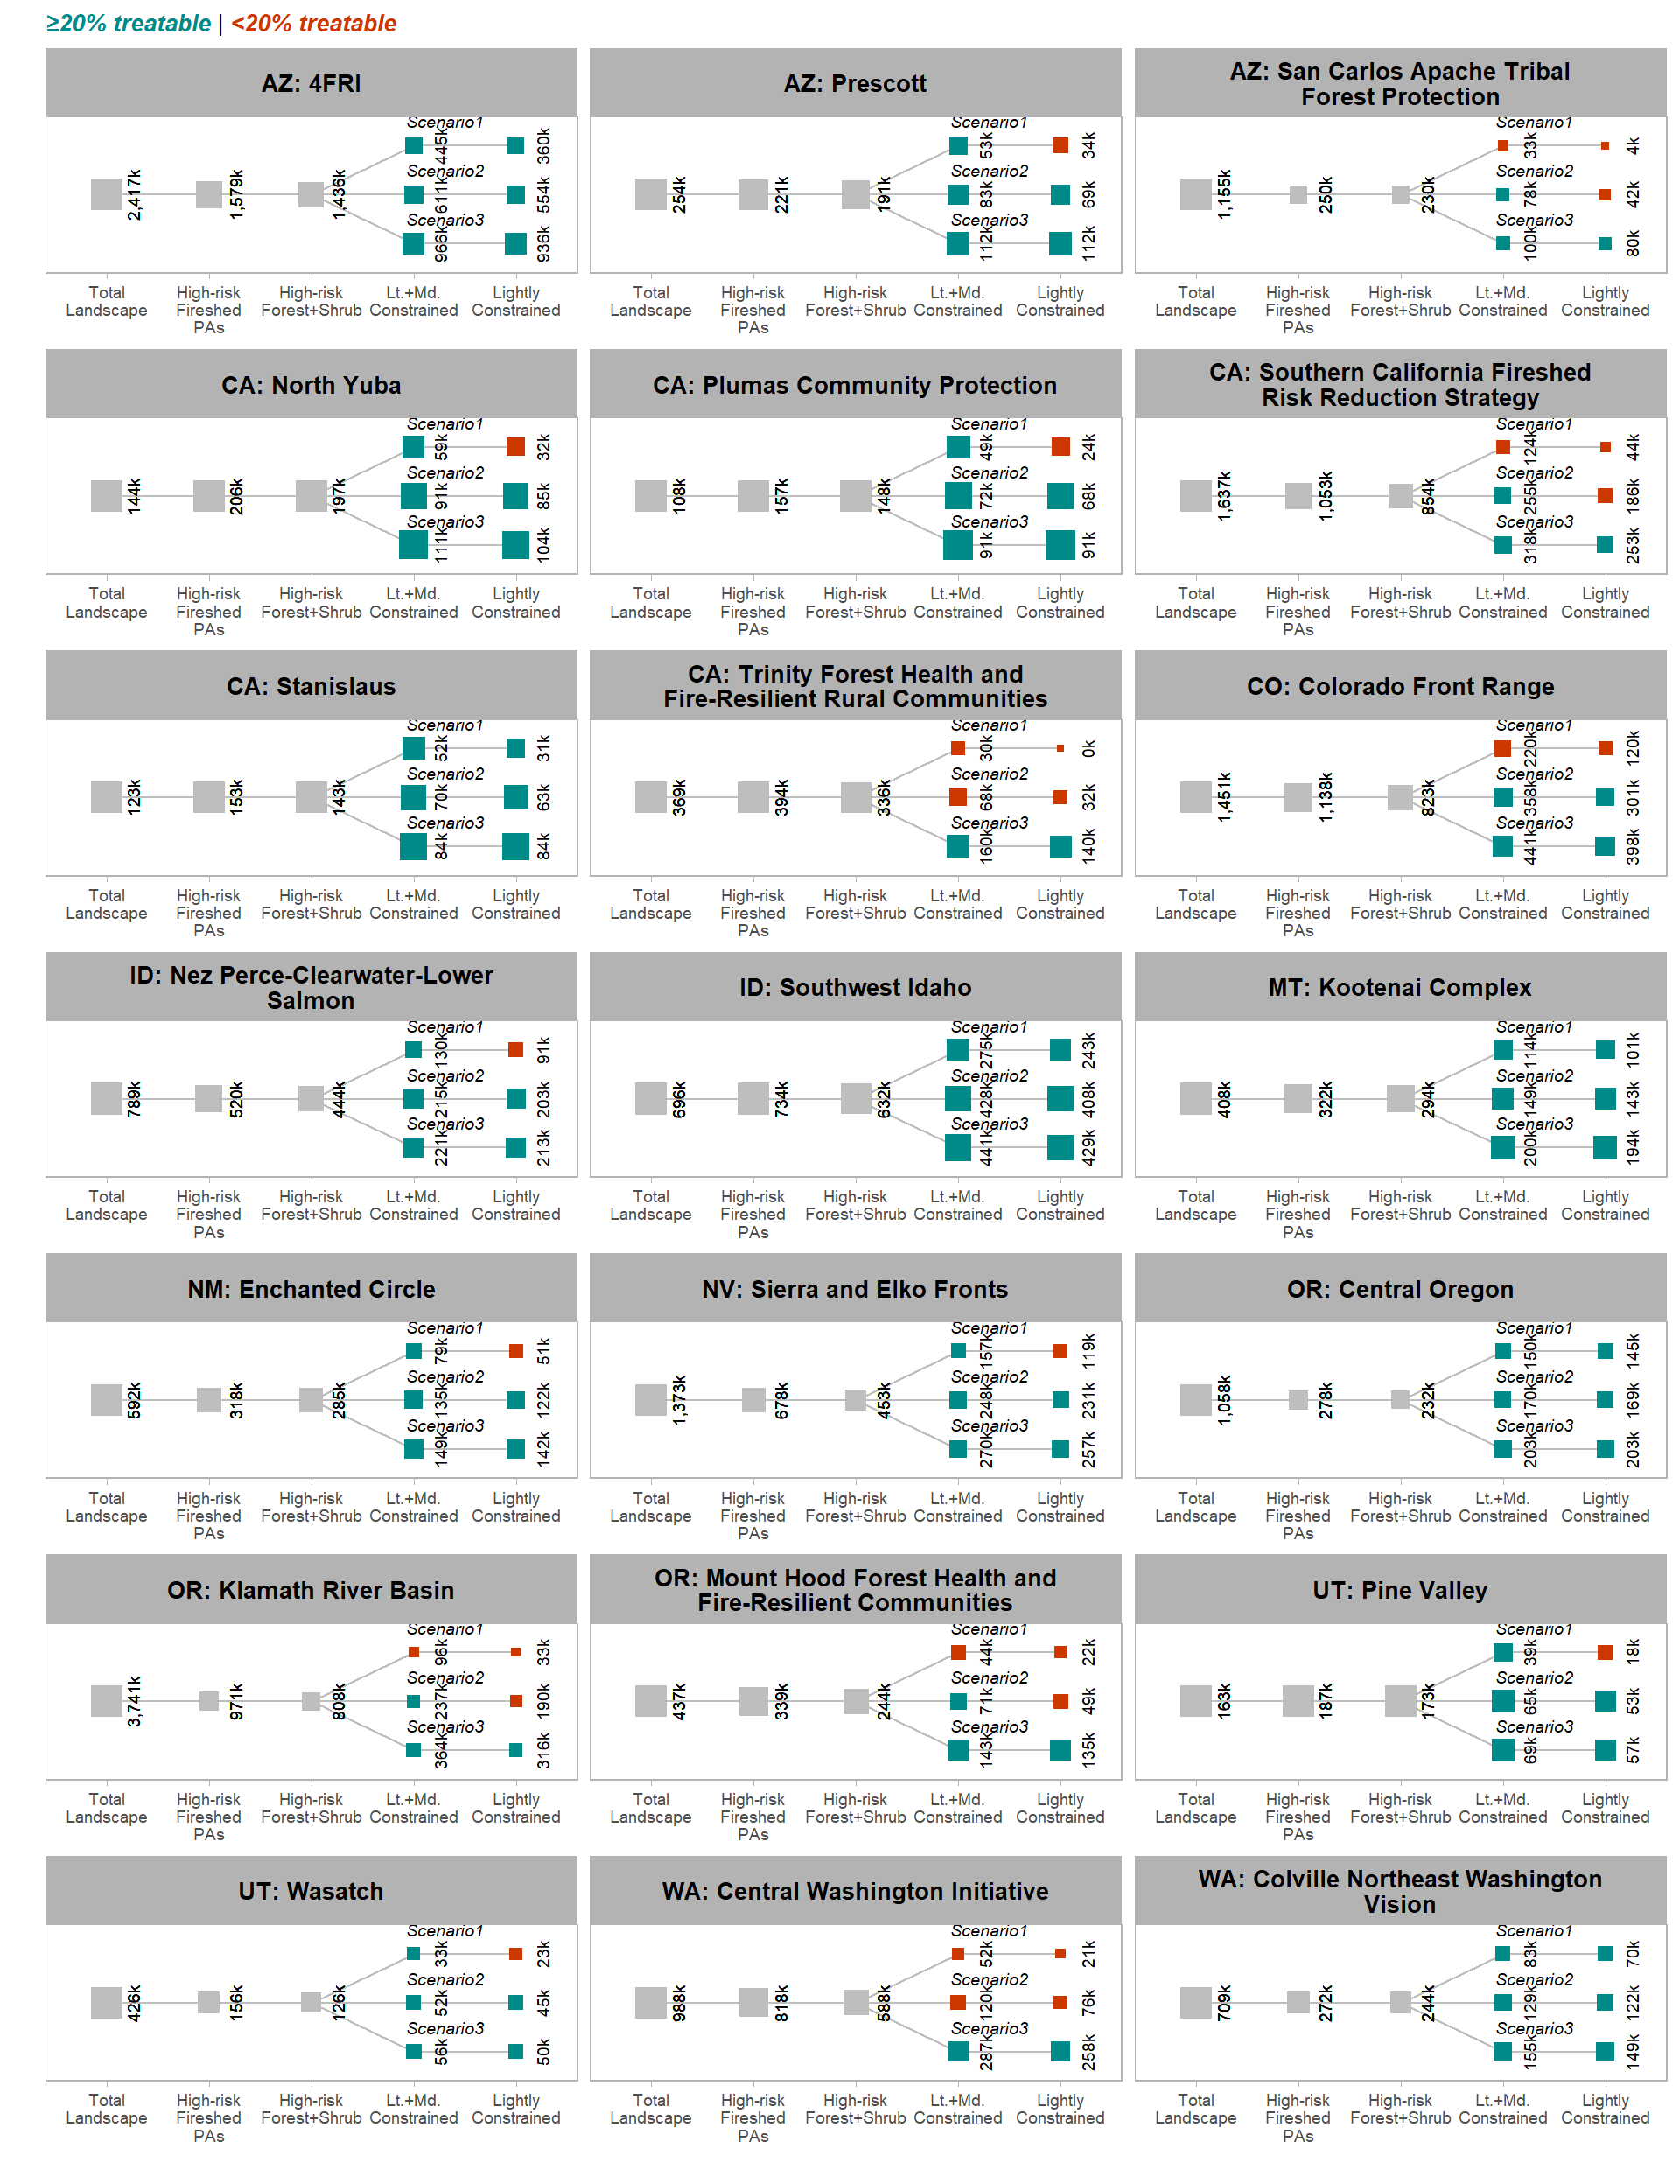 ≥20% treatable | <20% treatable
AZ: 4FRI
Scenario1
445k 360k
Scenario2
2,417k 1,579k 1,436k 611k 554k
Scenario3
966k 936k
Total High-risk High-risk Lt.+Md. Lightly
Landscape Fireshed Forest+Shrub Constrained Constrained
PAs
AZ: Prescott
Scenario1
53k 34k
Scenario2
254k 221k 191k 83k 69k
Scenario3
112k 112k
Total High-risk High-risk Lt.+Md. Lightly
Landscape Fireshed Forest+Shrub Constrained Constrained
PAs
AZ: San Carlos Apache Tribal
Forest Protection
Scenario1
33k 4k
Scenario2
1,155k 250k 230k 78k 42k
Scenario3
100k 80k
Total High-risk High-risk Lt.+Md. Lightly
Landscape Fireshed Forest+Shrub Constrained Constrained
PAs
CA: North Yuba
Scenario1
59k 32k
Scenario2
144k 206k 197k 91k 85k
Scenario3
111k 104k
Total High-risk High-risk Lt.+Md. Lightly
Landscape Fireshed Forest+Shrub Constrained Constrained
PAs
CA: Plumas Community Protection
Scenario1
49k 24k
Scenario2
108k 157k 148k 72k 68k
Scenario3
91k 91k
Total High-risk High-risk Lt.+Md. Lightly
Landscape Fireshed Forest+Shrub Constrained Constrained
PAs
CA: Southern California Fireshed
Risk Reduction Strategy
Scenario1
124k 44k
Scenario2
1,637k 1,053k 854k 255k 186k
Scenario3
318k 253k
Total High-risk High-risk Lt.+Md. Lightly
Landscape Fireshed Forest+Shrub Constrained Constrained
PAs
CA: Stanislaus
Scenario1
52k 31k
Scenario2
123k 153k 143k 70k 63k
Scenario3
84k 84k
Total High-risk High-risk Lt.+Md. Lightly
Landscape Fireshed Forest+Shrub Constrained Constrained
PAs
CA: Trinity Forest Health and
Fire-Resilient Rural Communities
Scenario1
30k 0k
Scenario2
369k 394k 336k 68k 32k
Scenario3
160k 140k
Total High-risk High-risk Lt.+Md. Lightly
Landscape Fireshed Forest+Shrub Constrained Constrained
PAs
CO: Colorado Front Range
Scenario1
220k 120k
Scenario2
1,451k 1,138k 823k 358k 301k
Scenario3
441k 398k
Total High-risk High-risk Lt.+Md. Lightly
Landscape Fireshed Forest+Shrub Constrained Constrained
PAs
ID: Nez Perce-Clearwater-Lower
Salmon
Scenario1
130k 91k
Scenario2
789k 520k 444k 215k 203k
Scenario3
221k 213k
Total High-risk High-risk Lt.+Md. Lightly
Landscape Fireshed Forest+Shrub Constrained Constrained
PAs
ID: Southwest Idaho
Scenario1
275k 243k
Scenario2
696k 734k 632k 428k 408k
Scenario3
441k 429k
Total High-risk High-risk Lt.+Md. Lightly
Landscape Fireshed Forest+Shrub Constrained Constrained
PAs
MT: Kootenai Complex
Scenario1
114k 101k
Scenario2
408k 322k 294k 149k 143k
Scenario3
200k 194k
Total High-risk High-risk Lt.+Md. Lightly
Landscape Fireshed Forest+Shrub Constrained Constrained
PAs
NM: Enchanted Circle
Scenario1
79k 51k
Scenario2
592k 318k 285k 135k 122k
Scenario3
149k 142k
Total High-risk High-risk Lt.+Md. Lightly
Landscape Fireshed Forest+Shrub Constrained Constrained
PAs
NV: Sierra and Elko Fronts
Scenario1
157k 119k
Scenario2
1,373k 678k 453k 248k 231k
Scenario3
270k 257k
Total High-risk High-risk Lt.+Md. Lightly
Landscape Fireshed Forest+Shrub Constrained Constrained
PAs
OR: Central Oregon
Scenario1
150k 145k
Scenario2
1,058k 278k 232k 170k 169k
Scenario3
203k 203k
Total High-risk High-risk Lt.+Md. Lightly
Landscape Fireshed Forest+Shrub Constrained Constrained
PAs
OR: Klamath River Basin
Scenario1
96k 33k
Scenario2
3,741k 971k 808k 237k 190k
Scenario3
364k 316k
Total High-risk High-risk Lt.+Md. Lightly
Landscape Fireshed Forest+Shrub Constrained Constrained
PAs
OR: Mount Hood Forest Health and
Fire-Resilient Communities
Scenario1
44k 22k
Scenario2
437k 339k 244k 71k 49k
Scenario3
143k 135k
Total High-risk High-risk Lt.+Md. Lightly
Landscape Fireshed Forest+Shrub Constrained Constrained
PAs
UT: Pine Valley
Scenario1
39k 18k
Scenario2
163k 187k 173k 65k 53k
Scenario3
69k 57k
Total High-risk High-risk Lt.+Md. Lightly
Landscape Fireshed Forest+Shrub Constrained Constrained
PAs
UT: Wasatch
Scenario1
33k 23k
Scenario2
426k 156k 126k 52k 45k
Scenario3
56k 50k
Total High-risk High-risk Lt.+Md. Lightly
Landscape Fireshed Forest+Shrub Constrained Constrained
PAs
WA: Central Washington Initiative
Scenario1
52k 21k
Scenario2
988k 818k 588k 120k 76k
Scenario3
287k 258k
Total High-risk High-risk Lt.+Md. Lightly
Landscape Fireshed Forest+Shrub Constrained Constrained
PAs
WA: Colville Northeast Washington
Vision
Scenario1
83k 70k
Scenario2
709k 272k 244k 129k 122k
Scenario3
155k 149k
Total High-risk High-risk Lt.+Md. Lightly
Landscape Fireshed Forest+Shrub Constrained Constrained
PAs